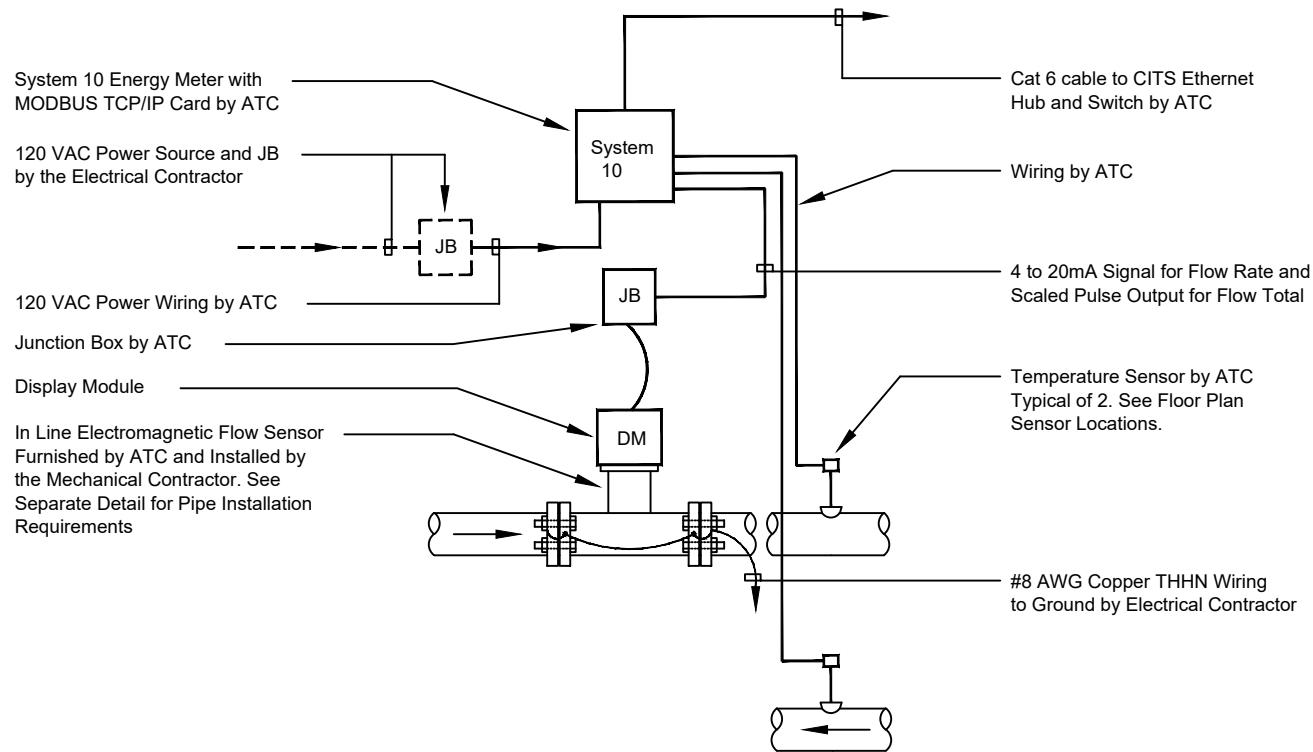 System 10 Energy Meter with
MODBUS TCP/IP Card by ATC
120 VAC Power Source and JB
by the Electrical Contractor
120 VAC Power Wiring by ATC
Junction Box by ATC
Display Module
In Line Electromagnetic Flow Sensor
Furnished by ATC and Installed by
the Mechanical Contractor. See
Separate Detail for Pipe Installation
Requirements
System
10
JB
JB
DM
Cat 6 cable to CITS Ethernet
Hub and Switch by ATC
Wiring by ATC
4 to 20mA Signal for Flow Rate and
Scaled Pulse Output for Flow Total
Temperature Sensor by ATC
Typical of 2. See Floor Plan
Sensor Locations.
#8 AWG Copper THHN Wiring
to Ground by Electrical Contractor